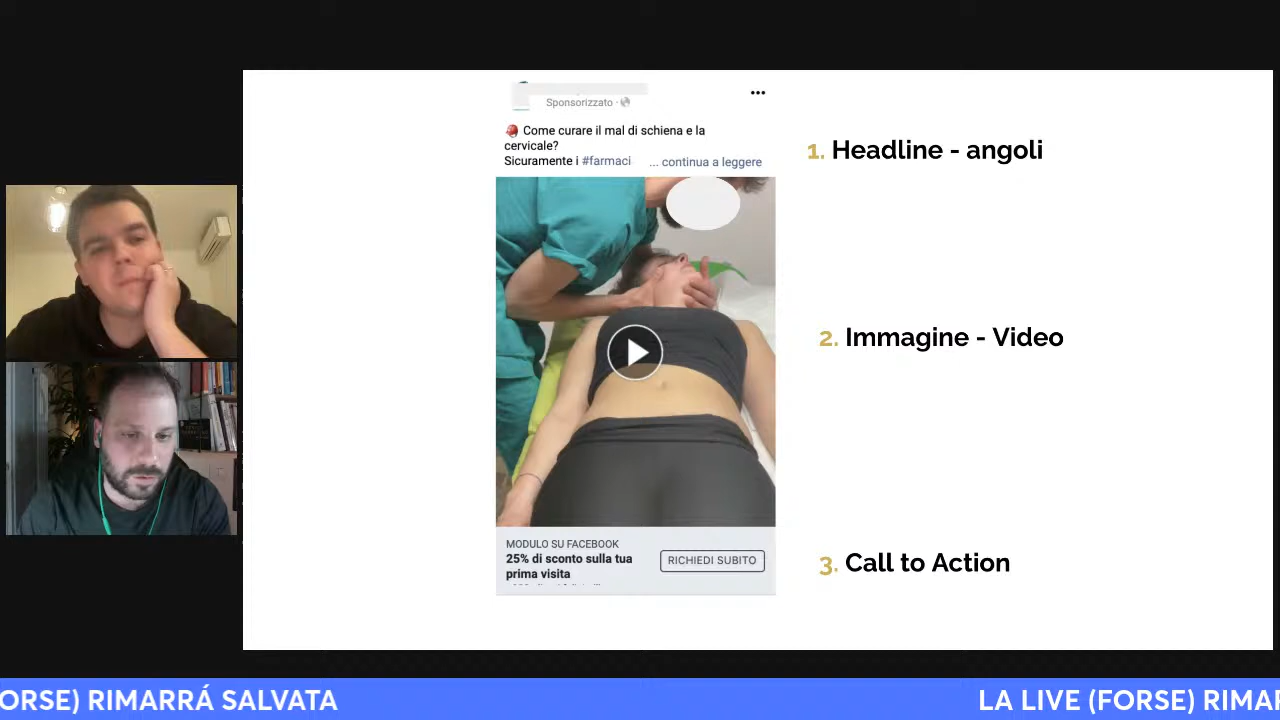 Sponsorizzato ·
Come curare il mal di schiena e la
cervicale?
Sicuramente i #farmaci ... continua a leggere
MODULO SU FACEBOOK
25% di sconto sulla tua
prima visita
RICHIEDI SUBITO
1. Headline - angoli
2. Immagine - Video
3. Call to Action
ORSE) RIMARRÁ SALVATA
LA LIVE (FORSE) RIMAR